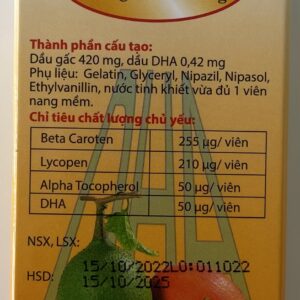 Thành phần cấu tạo:
Dầu gấc 420 mg, dầu DHA 0,42 mg
Phụ liệu: Gelatin, Glyceryl, Nipazil, Nipasol,
Ethylvanillin, nước tinh khiết vừa đủ 1 viên
nang mềm.
Chỉ tiêu chất lượng chủ yếu:
Beta Caroten 255 µg/ viên
Lycopen 210 µg/ viên
Alpha Tocopherol 50 µg/ viên
DHA 50 µg/ viên
NSX, LSX: 15/10/2022L0:011022
HSD: 15/10/2025